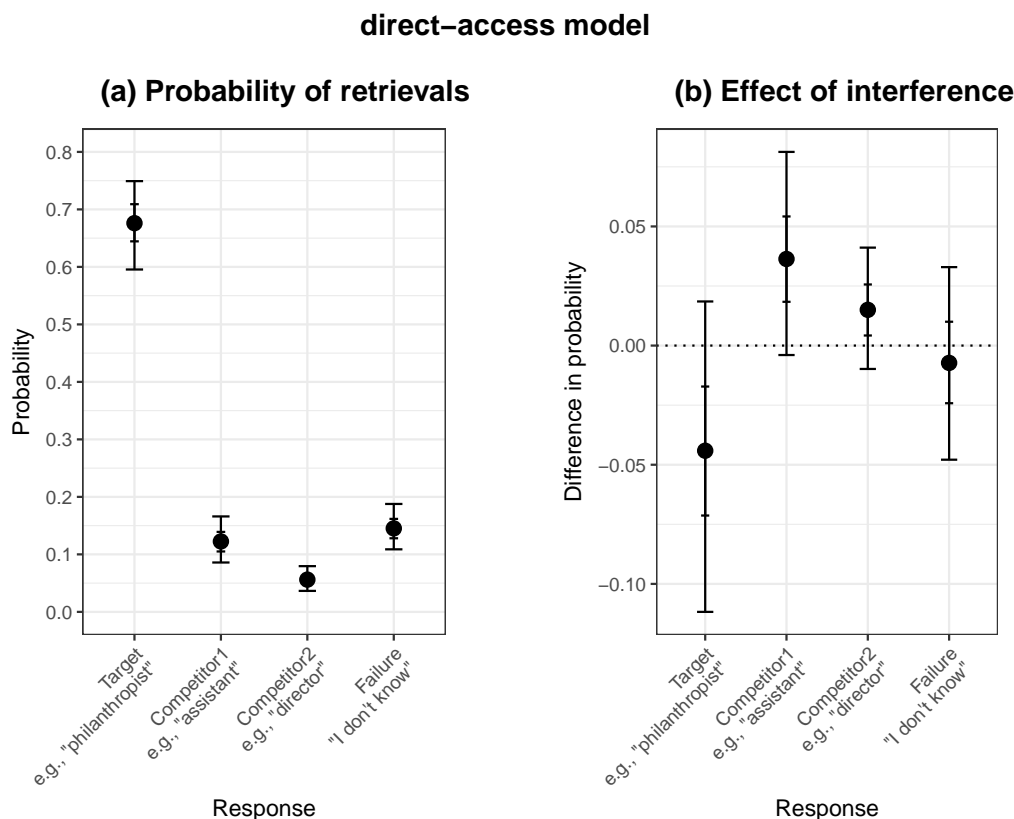 direct−access model
(a) Probability of retrievals
Probability
0.8
0.7
0.6
0.5
0.4
0.3
0.2
0.1
0.0
Target
e.g., "philanthropist"
Competitor1
e.g., "assistant"
Competitor2
e.g., "director"
Failure
"I don't know"
Response
(b) Effect of interference
Difference in probability
0.05
0.00
−0.05
−0.10
Target
e.g., "philanthropist"
Competitor1
e.g., "assistant"
Competitor2
e.g., "director"
Failure
"I don't know"
Response